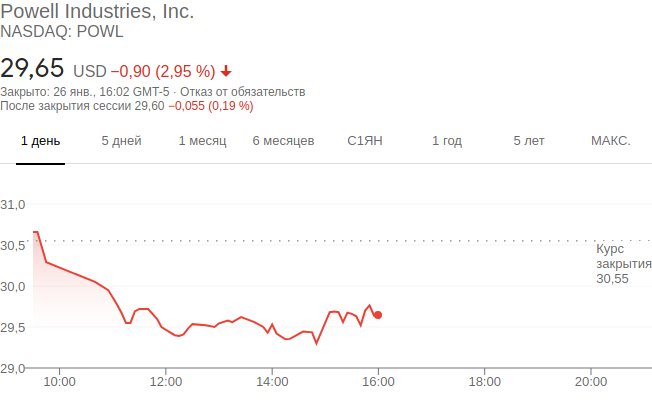 Powell Industries, Inc.
NASDAQ: POWL
29,65 USD −0,90 (2,95 %)
Закрыто: 26 янв., 16:02 GMT-5 · Отказ от обязательств
После закрытия сессии 29,60 −0,055 (0,19 %)
1 день 5 дней 1 месяц 6 месяцев С1ЯН 1 год 5 лет МАКС.
31,0
30,5
Курс
закрытия
30,55
30,0
29,5
29,0
10:00 12:00 14:00 16:00 18:00 20:00